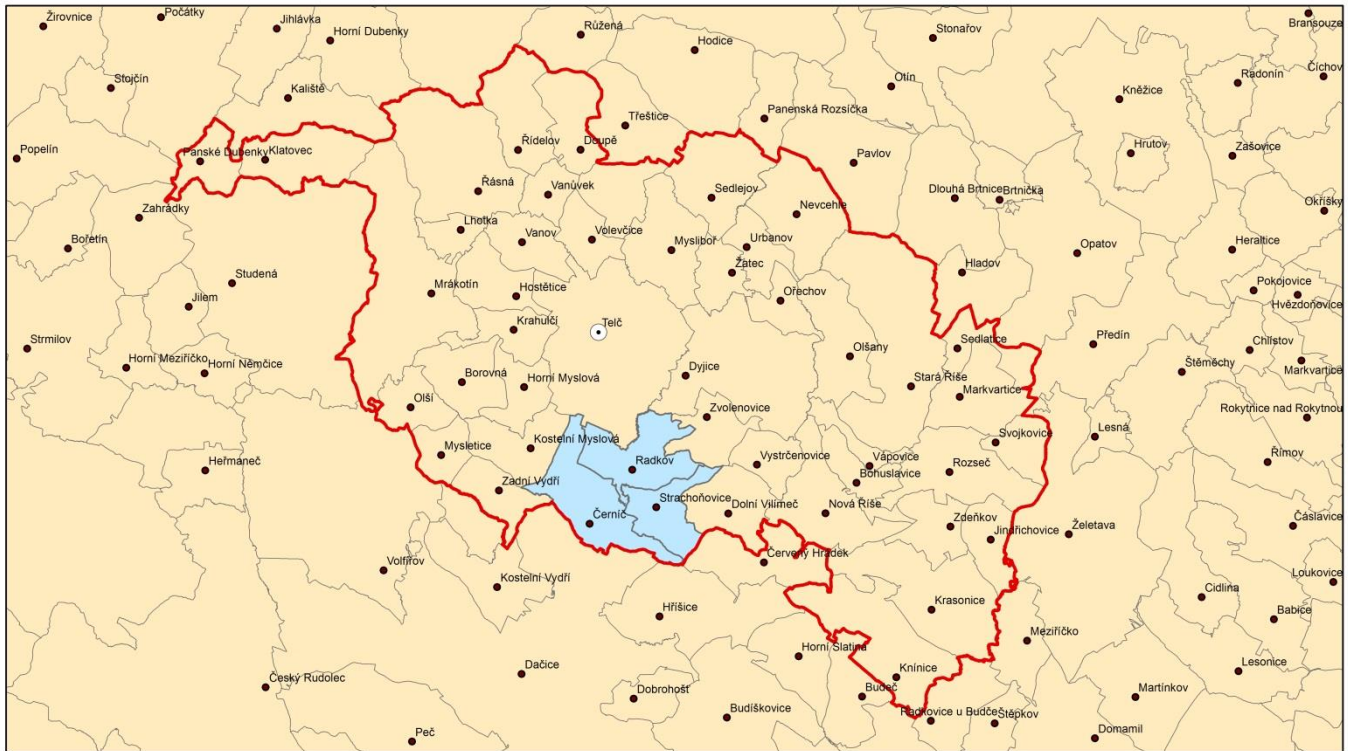 Žirovnice
Počátky
Jihlávka
Horní Dubenky
Růžená
Hodice
Stonařov
Bransouze
Stojčín
Kaliště
Třeštice
Panenská Rozsíčka
Otín
Kněžice
Radonín
Číchov
Popelín
Panské Dubenky
Klatovec
Řídelov
Doupě
Pavlov
Hrutov
Zašovice
Řásná
Vanůvek
Sedlejov
Nevcehle
Dlouhá Brtnice
Brtnička
Okříšky
Zahrádky
Bořetín
Lhotka
Vanov
Volevčice
Mysliboř
Urbanov
Žatec
Hladov
Opatov
Heraltice
Studená
Jilem
Mrákotín
Hostětice
Ořechov
Pokojovice
Hvězdoňovice
Strmilov
Krahulčí
Telč
Olšany
Sedlatice
Předín
Chlístov
Markvartice
Horní Meziříčko
Horní Němčice
Borovná
Horní Myslová
Dyjice
Stará Říše
Markvartice
Štěměchy
Olší
Zvolenovice
Rokytnice nad Rokytnou
Mysletice
Kostelní Myslová
Svojkovice
Lesná
Heřmaneč
Radkov
Vystrčenovice
Vápovice
Bohuslavice
Rozseč
Římov
Zadní Vydří
Strachoňovice
Dolní Vilímeč
Nová Říše
Černíč
Zdeňkov
Jindřichovice
Želetava
Čáslavice
Volfířov
Kostelní Vydří
Červený Hrádek
Loukovice
Hříšice
Krasonice
Cidlina
Babice
Dačice
Horní Slatina
Meziříčko
Český Rudolec
Dobrohošť
Knínice
Budeč
Lesonice
Martínkov
Budíškovice
Radkovice u Budče
Štěpkov
Peč
Domamil